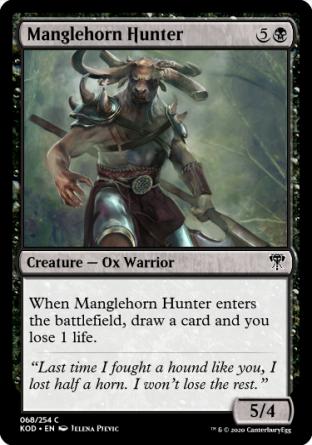 Manglehorn Hunter 5
Creature — Ox Warrior
When Manglehorn Hunter enters
the battlefield, draw a card and you
lose 1 life.
“Last time I fought a hound like you, I
lost half a horn. I won’t lose the rest.”
5/4
068/254 C
KOD • EN Jelena Pjevic
™ & © 2020 CanterburyEgg